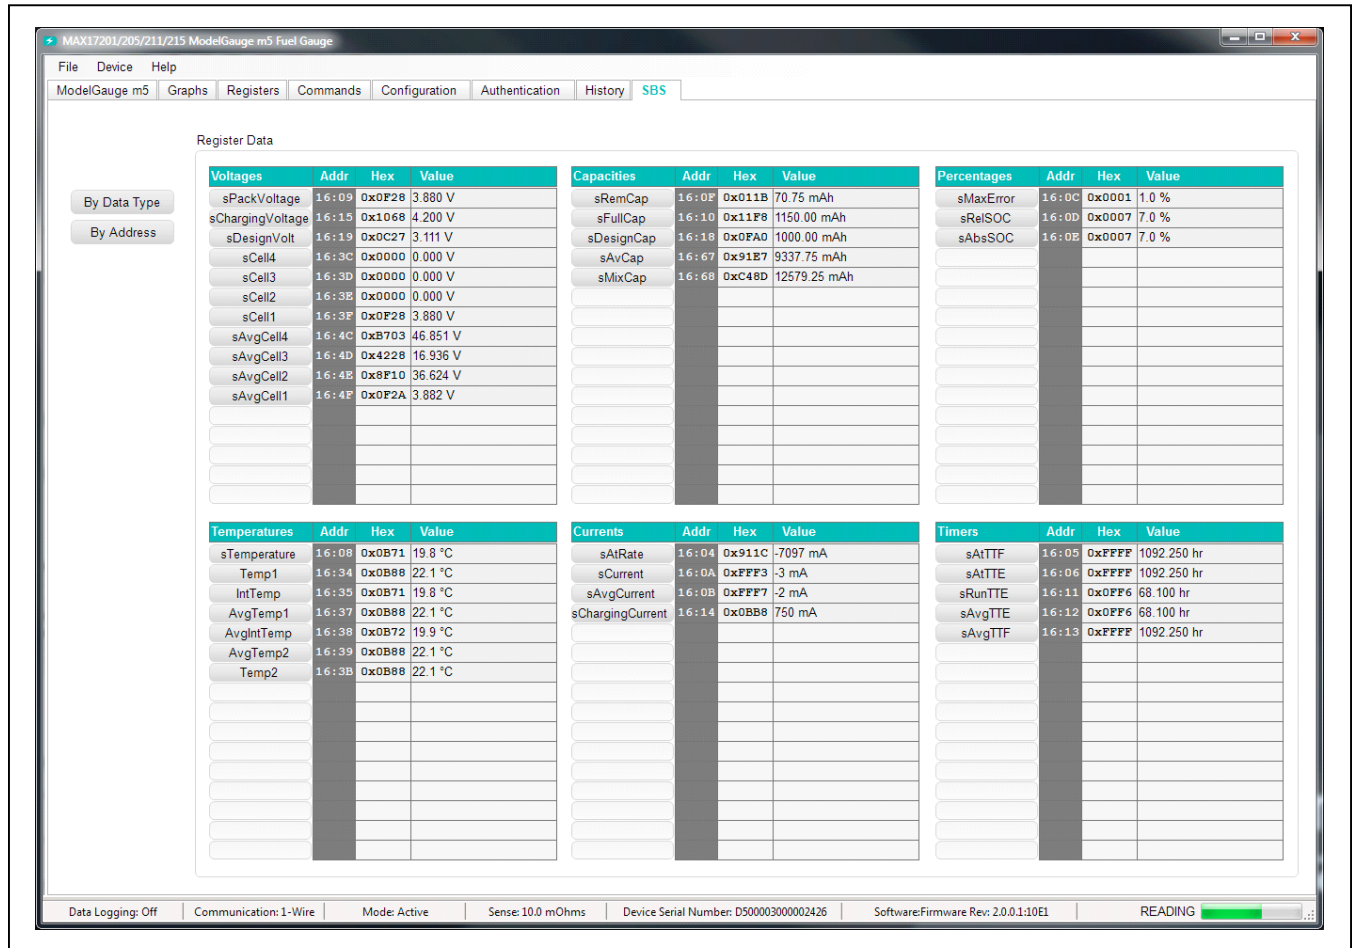 MAX17201/205/211/215 ModelGauge m5 Fuel Gauge
File Device Help
ModelGauge m5 Graphs Registers Commands Configuration Authentication History SBS
Register Data
By Data Type
By Address
Voltages Addr Hex Value
sPackVoltage 16:09 0x0F28 3.880 V
sChargingVoltage 16:15 0x1068 4.200 V
sDesignVolt 16:19 0x0C27 3.111 V
sCell4 16:3C 0x0000 0.000 V
sCell3 16:3D 0x0000 0.000 V
sCell2 16:3E 0x0000 0.000 V
sCell1 16:3F 0x0F28 3.880 V
sAvgCell4 16:4C 0xB703 46.851 V
sAvgCell3 16:4D 0x4228 16.936 V
sAvgCell2 16:4E 0x8F10 36.624 V
sAvgCell1 16:4F 0x0F2A 3.882 V
Capacities Addr Hex Value
sRemCap 16:0F 0x011B 70.75 mAh
sFullCap 16:10 0x11F8 1150.00 mAh
sDesignCap 16:18 0x0FA0 1000.00 mAh
sAvCap 16:67 0x91E7 9337.75 mAh
sMixCap 16:68 0xC48D 12579.25 mAh
Percentages Addr Hex Value
sMaxError 16:0C 0x0001 1.0 %
sRelSOC 16:0D 0x0007 7.0 %
sAbsSOC 16:0E 0x0007 7.0 %
Temperatures Addr Hex Value
sTemperature 16:08 0x0B71 19.8 °C
Temp1 16:34 0x0B88 22.1 °C
IntTemp 16:35 0x0B71 19.8 °C
AvgTemp1 16:37 0x0B88 22.1 °C
AvgIntTemp 16:38 0x0B72 19.9 °C
AvgTemp2 16:39 0x0B88 22.1 °C
Temp2 16:3B 0x0B88 22.1 °C
Currents Addr Hex Value
sAtRate 16:04 0x911C -7097 mA
sCurrent 16:0A 0xFFF3 -3 mA
sAvgCurrent 16:0B 0xFFF7 -2 mA
sChargingCurrent 16:14 0x0BB8 750 mA
Timers Addr Hex Value
sAtTTF 16:05 0xFFFF 1092.250 hr
sAtTTE 16:06 0xFFFF 1092.250 hr
sRunTTE 16:11 0x0FF6 68.100 hr
sAvgTTE 16:12 0x0FF6 68.100 hr
sAvgTTF 16:13 0xFFFF 1092.250 hr
Data Logging: Off Communication: 1-Wire Mode: Active Sense: 10.0 mOhms Device Serial Number: D500003000002426 Software:Firmware Rev: 2.0.0.1:10E1 READING